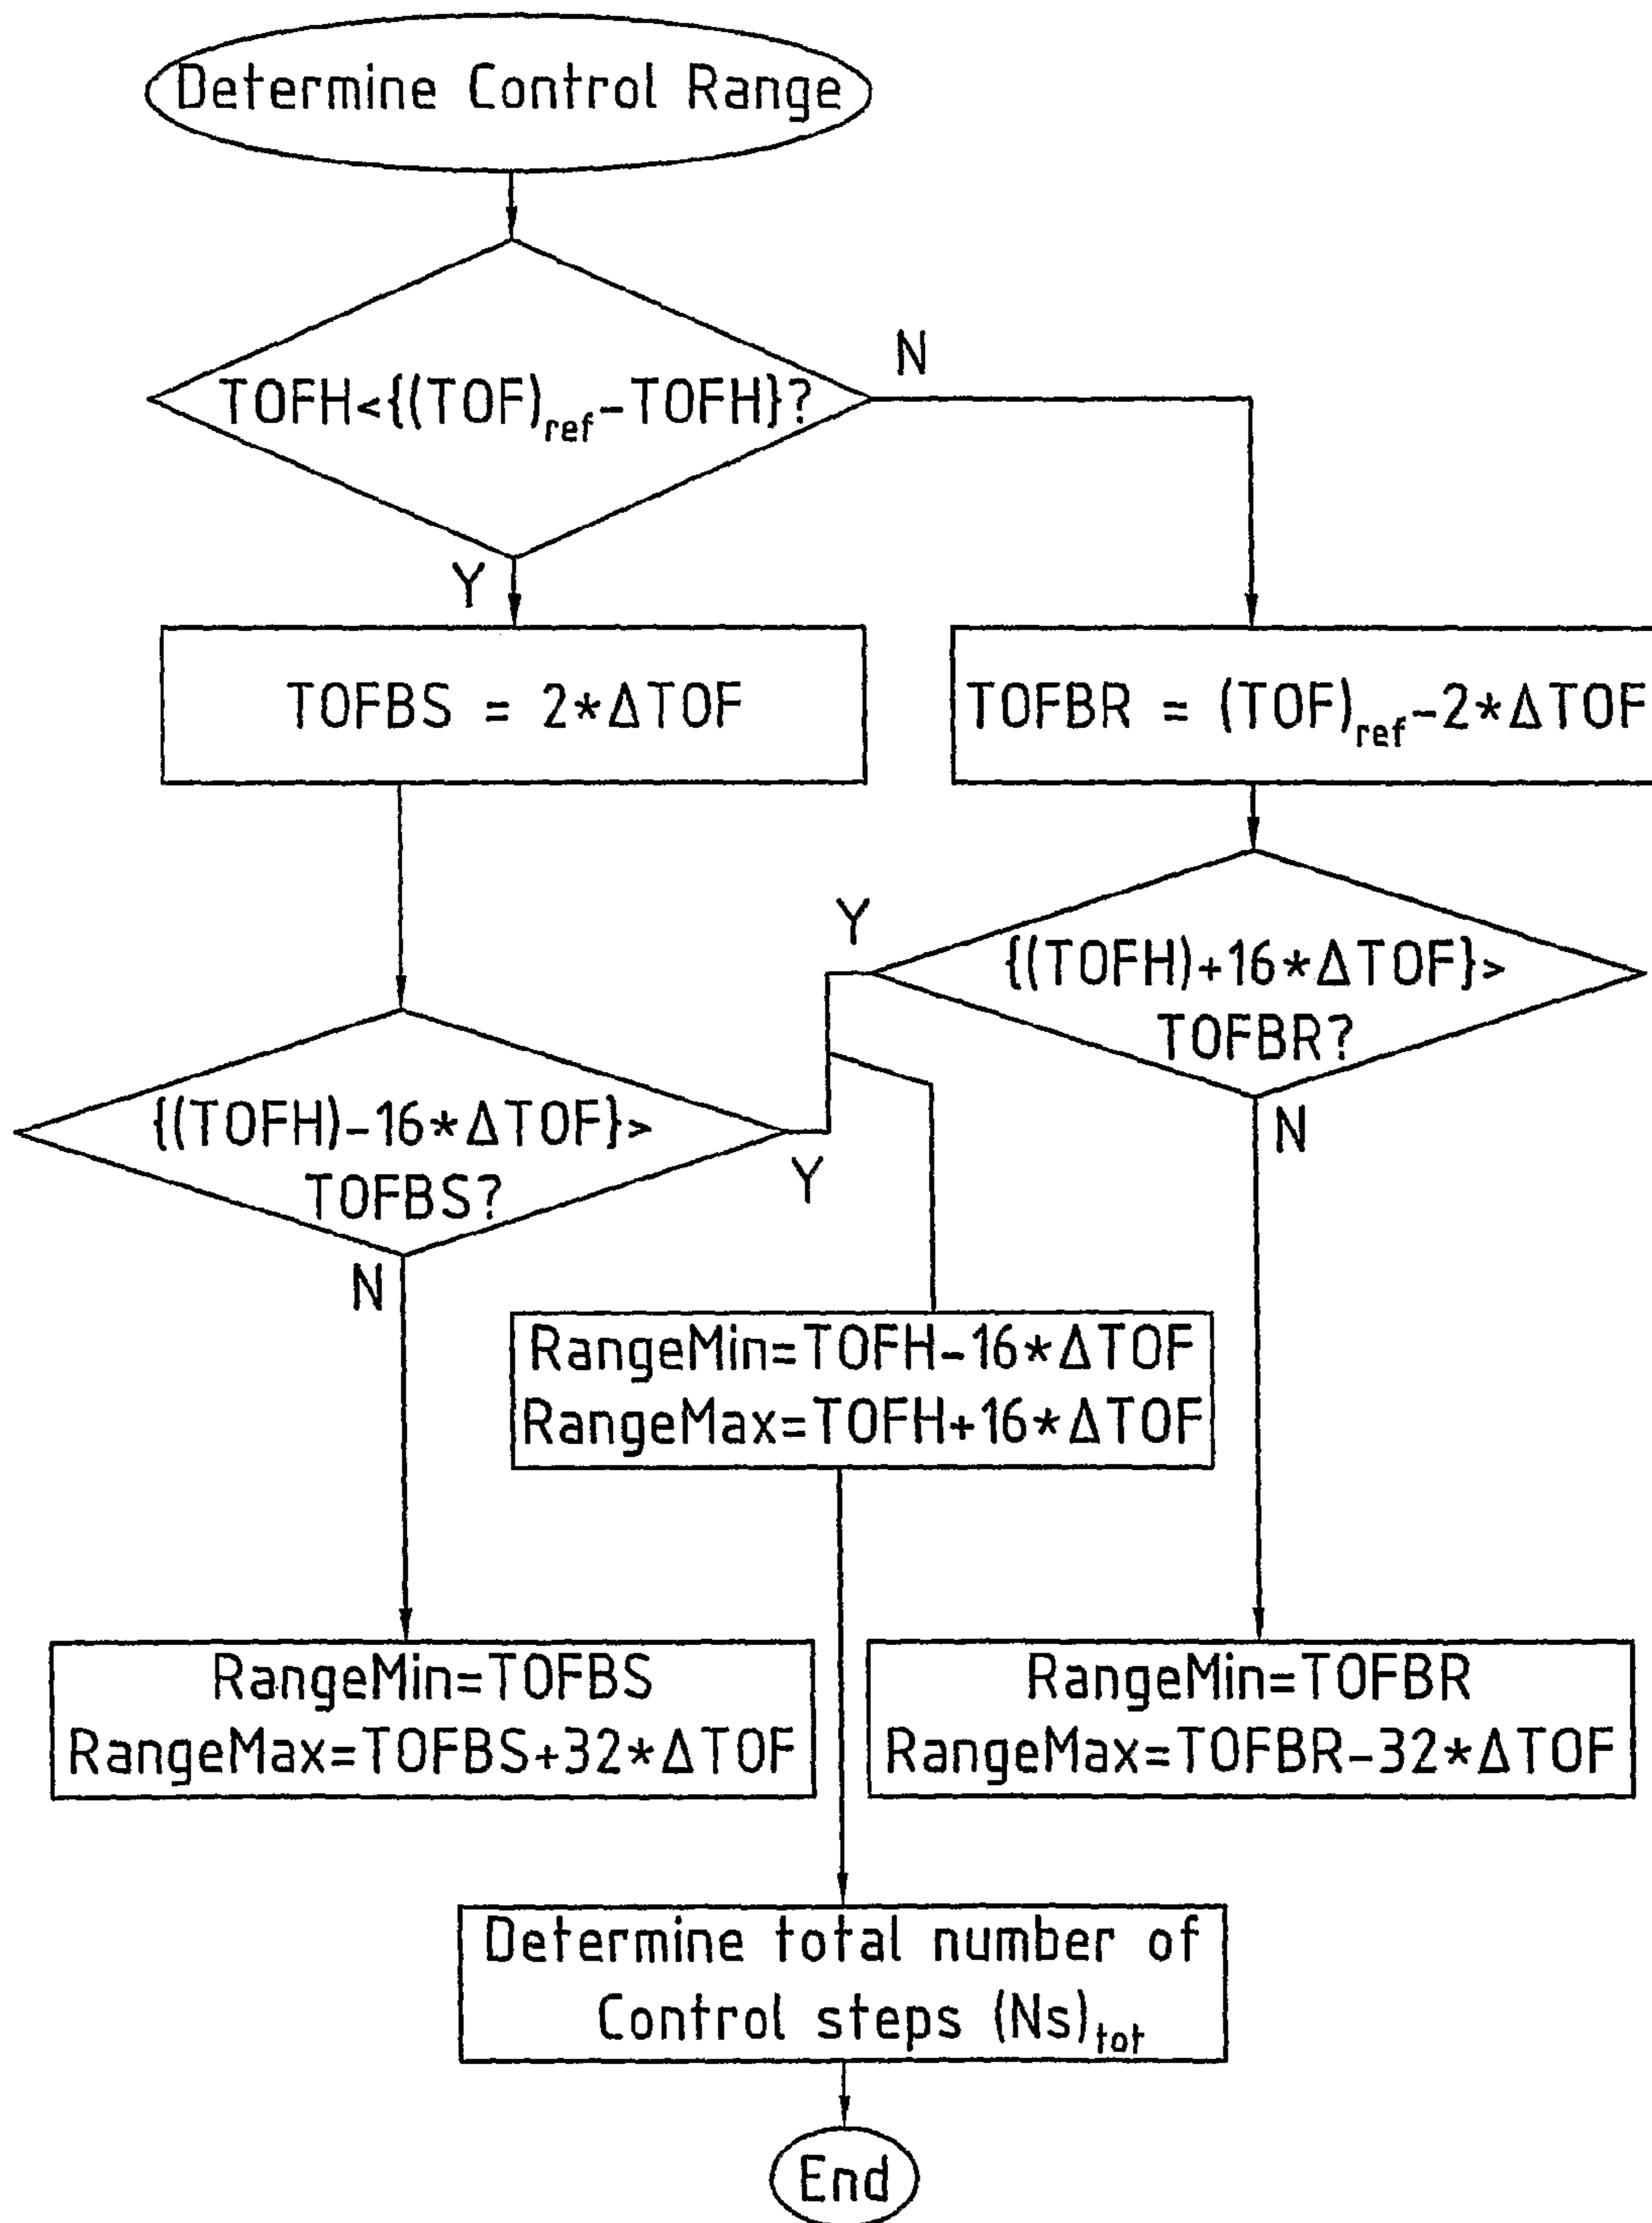 Determine Control Range
TOFH<{(TOF)ref-TOFH}?
N
Y
TOFBS = 2*ΔTOF
TOFBR = (TOF)ref-2*ΔTOF
Y
{(TOFH)+16*ΔTOF}>
TOFBR?
N
{(TOFH)-16*ΔTOF}>
TOFBS?
Y
N
RangeMin=TOFH-16*ΔTOF
RangeMax=TOFH+16*ΔTOF
RangeMin=TOFBS
RangeMax=TOFBS+32*ΔTOF
RangeMin=TOFBR
RangeMax=TOFBR-32*ΔTOF
Determine total number of
Control steps (Ns)tot
End